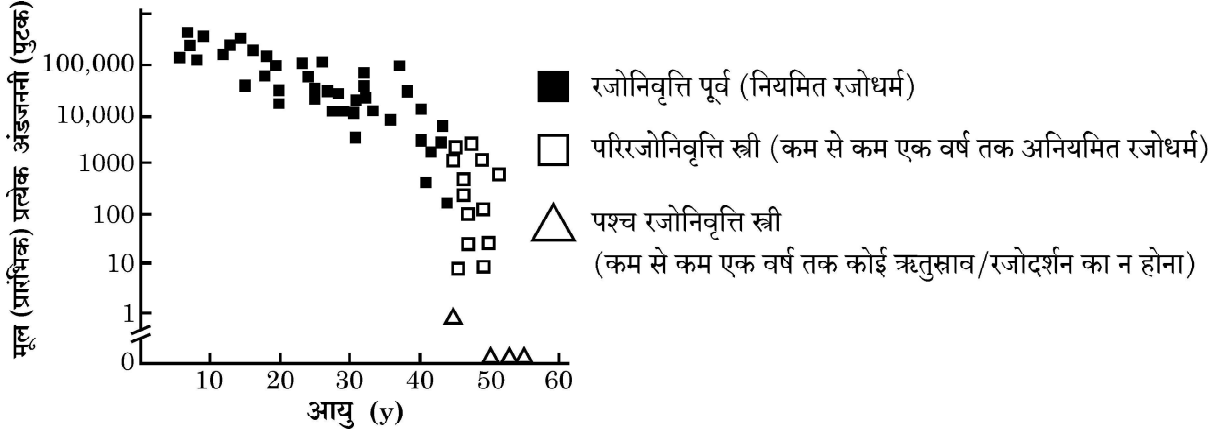 मूल (प्रारंभिक) प्रत्येक अंडजननी (पुटक)
100,000
10,000
1000
100
10
1
0
10 20 30 40 50 60
आयु (y)
रजोनिवृत्ति पूर्व (नियमित रजोधर्म)
परिरजोनिवृत्ति स्त्री (कम से कम एक वर्ष तक अनियमित रजोधर्म)
पश्च रजोनिवृत्ति स्त्री
(कम से कम एक वर्ष तक कोई ऋतुस्राव/रजोदर्शन का न होना)